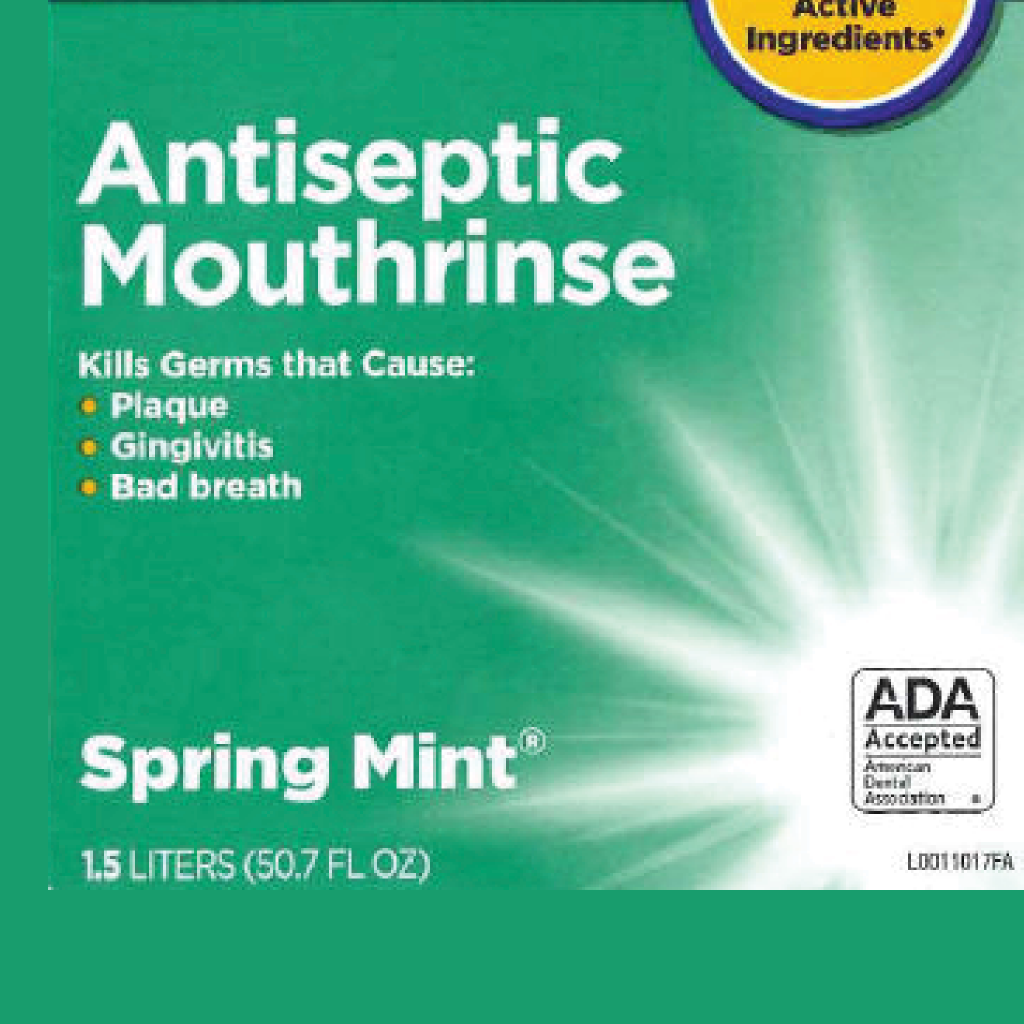 Active
Ingredients*
Antiseptic
Mouthrinse
Kills Germs that Cause:
• Plaque
• Gingivitis
• Bad breath
ADA
Accepted
American
Dental
Association ®
Spring Mint®
1.5 LITERS (50.7 FL OZ)
L0011017FA